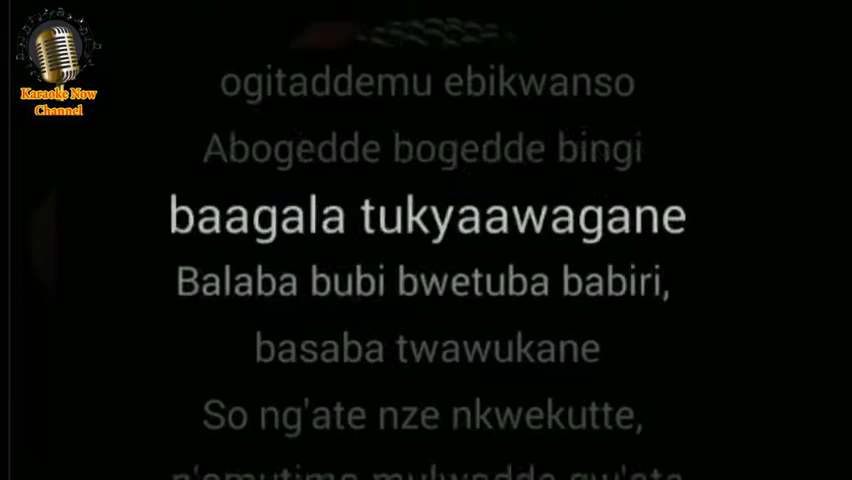 Karaoke Now
Channel
ogitaddemu ebikwanso
Abogedde bogedde bingi
baagala tukyaawagane
Balaba bubi bwetuba babiri,
basaba twawukane
So ng'ate nze nkwekutte,